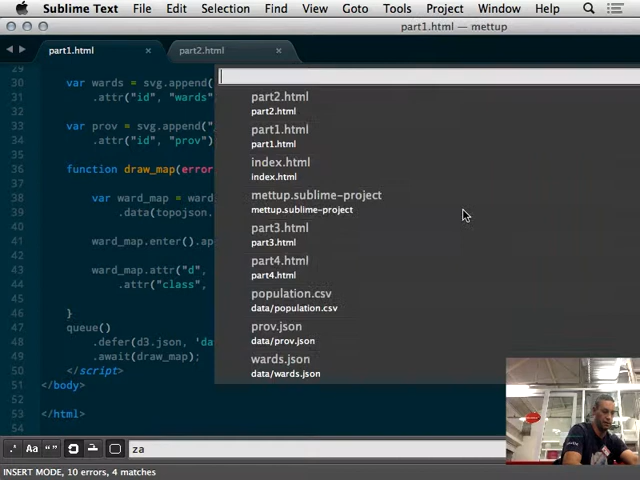 Sublime Text File Edit Selection Find View Goto Tools Project Window Help
part1.html — mettup
part1.html × part2.html ×
29
30 var wards = svg.append(
31 .attr("id", "wards"
32
33 var prov = svg.append("
34 .attr("id", "prov")
35
36 function draw_map(error
37
38 var ward_map = ward
39 .data(topojson.
40
41 ward_map.enter().ap
42
43 ward_map.attr("d",
44 .attr("class",
45
46 }
47 queue()
48 .defer(d3.json, 'da
49 .await(draw_map);
50 </script>
51 </body>
52
53 </html>
54
part2.html
part2.html
part1.html
part1.html
index.html
index.html
mettup.sublime-project
mettup.sublime-project
part3.html
part3.html
part4.html
part4.html
population.csv
data/population.csv
prov.json
data/prov.json
wards.json
data/wards.json
.* Aa “” za
INSERT MODE, 10 errors, 4 matches